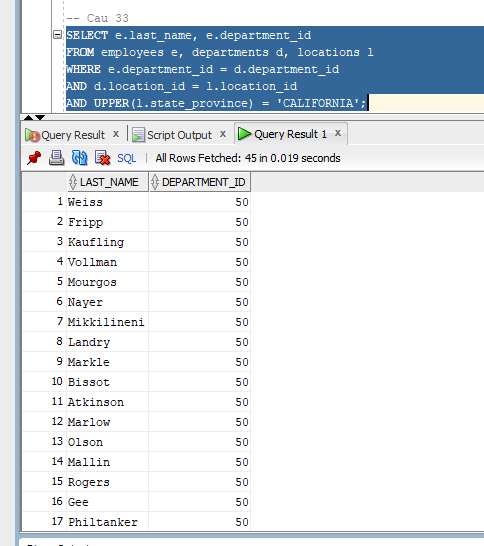 -- Cau 33
SELECT e.last_name, e.department_id
FROM employees e, departments d, locations l
WHERE e.department_id = d.department_id
AND d.location_id = l.location_id
AND UPPER(l.state_province) = 'CALIFORNIA';
Query Result x Script Output x Query Result 1 x
SQL | All Rows Fetched: 45 in 0.019 seconds
LAST_NAME DEPARTMENT_ID
1 Weiss 50
2 Fripp 50
3 Kaufling 50
4 Vollman 50
5 Mourgos 50
6 Nayer 50
7 Mikkilineni 50
8 Landry 50
9 Markle 50
10 Bissot 50
11 Atkinson 50
12 Marlow 50
13 Olson 50
14 Mallin 50
15 Rogers 50
16 Gee 50
17 Philtanker 50